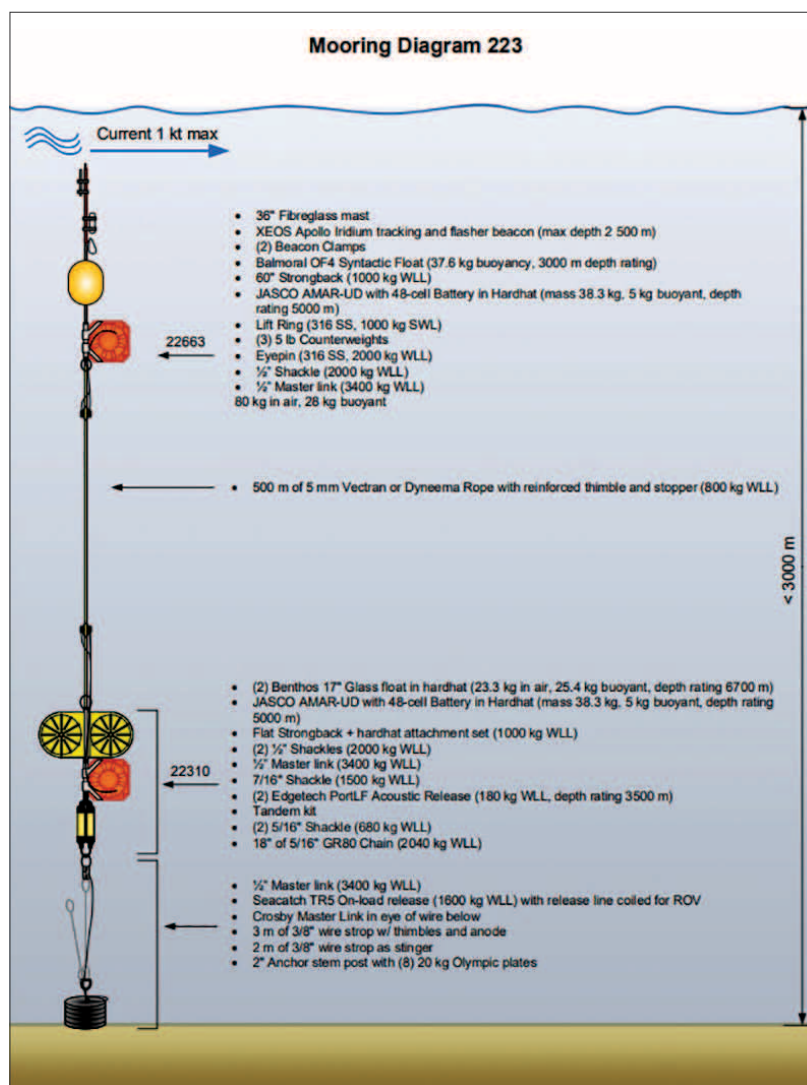 Mooring Diagram 223
Current 1 kt max
• 36" Fibreglass mast
• XEOS Apollo Iridium tracking and flasher beacon (max depth 2 500 m)
• (2) Beacon Clamps
• Balmoral OF4 Syntactic Float (37.6 kg buoyancy, 3000 m depth rating)
• 60" Strongback (1000 kg WLL)
• JASCO AMAR-UD with 48-cell Battery in Hardhat (mass 38.3 kg, 5 kg buoyant, depth
rating 5000 m)
• Lift Ring (316 SS, 1000 kg SWL)
• (3) 5 lb Counterweights
• Eyepin (316 SS, 2000 kg WLL)
• ½" Shackle (2000 kg WLL)
• ½" Master link (3400 kg WLL)
80 kg in air, 28 kg buoyant
22663
• 500 m of 5 mm Vectran or Dyneema Rope with reinforced thimble and stopper (800 kg WLL)
< 3000 m
• (2) Benthos 17" Glass float in hardhat (23.3 kg in air, 25.4 kg buoyant, depth rating 6700 m)
• JASCO AMAR-UD with 48-cell Battery in Hardhat (mass 38.3 kg, 5 kg buoyant, depth rating
5000 m)
• Flat Strongback + hardhat attachment set (1000 kg WLL)
• (2) ½" Shackles (2000 kg WLL)
• ½" Master link (3400 kg WLL)
• 7/16" Shackle (1500 kg WLL)
• (2) Edgetech PortLF Acoustic Release (180 kg WLL, depth rating 3500 m)
• Tandem kit
• (2) 5/16" Shackle (680 kg WLL)
• 18" of 5/16" GR80 Chain (2040 kg WLL)
22310
• ½" Master link (3400 kg WLL)
• Seacatch TR5 On-load release (1600 kg WLL) with release line coiled for ROV
• Crosby Master Link in eye of wire below
• 3 m of 3/8" wire strop w/ thimbles and anode
• 2 m of 3/8" wire strop as stinger
• 2" Anchor stem post with (8) 20 kg Olympic plates